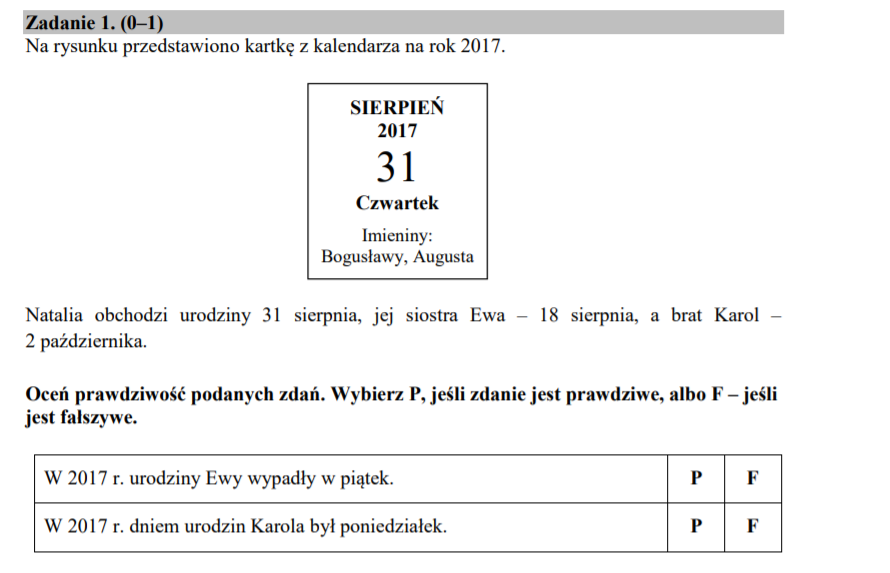 Zadanie 1. (0–1)
Na rysunku przedstawiono kartkę z kalendarza na rok 2017.
SIERPIEŃ
2017
31
Czwartek
Imieniny:
Bogusławy, Augusta
Natalia obchodzi urodziny 31 sierpnia, jej siostra Ewa – 18 sierpnia, a brat Karol –
2 października.
Oceń prawdziwość podanych zdań. Wybierz P, jeśli zdanie jest prawdziwe, albo F – jeśli
jest fałszywe.
W 2017 r. urodziny Ewy wypadły w piątek. P F
W 2017 r. dniem urodzin Karola był poniedziałek. P F